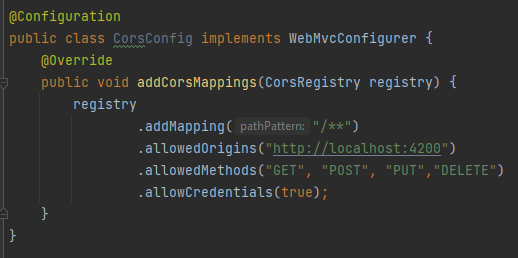 @Configuration
public class CorsConfig implements WebMvcConfigurer {
@Override
public void addCorsMappings(CorsRegistry registry) {
registry
.addMapping( pathPattern: "/**")
.allowedOrigins("http://localhost:4200")
.allowedMethods("GET", "POST", "PUT","DELETE")
.allowCredentials(true);
}
}